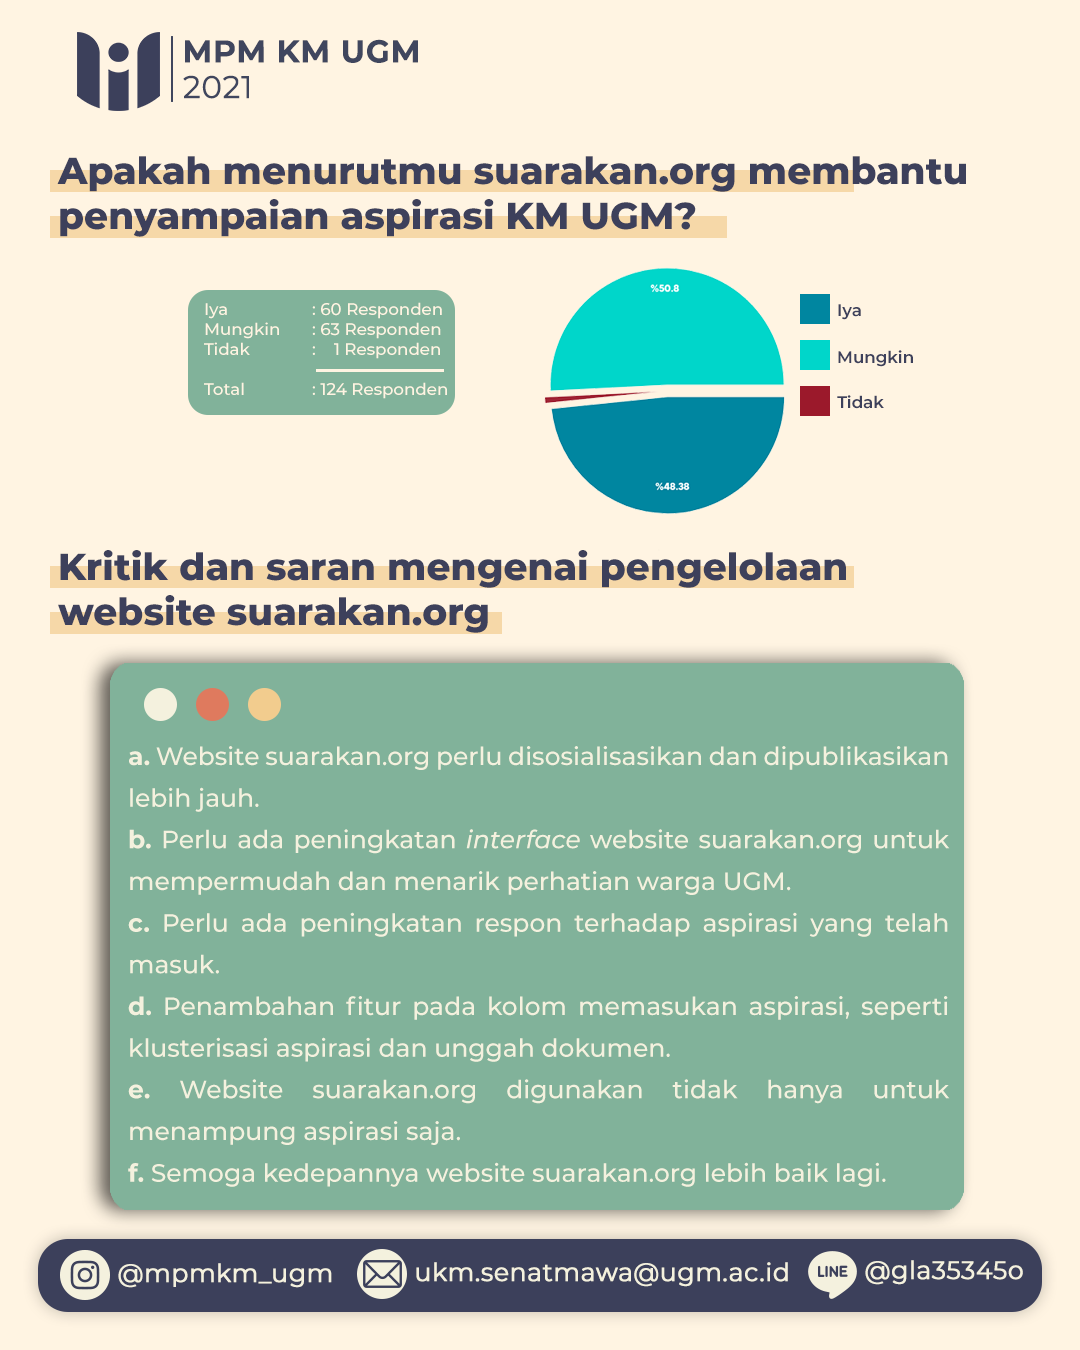 MPM KM UGM
2021
Apakah menurutmu suarakan.org membantu
penyampaian aspirasi KM UGM?
Iya : 60 Responden
Mungkin : 63 Responden
Tidak : 1 Responden
Total : 124 Responden
%50.8
%48.38
Iya
Mungkin
Tidak
Kritik dan saran mengenai pengelolaan
website suarakan.org
a. Website suarakan.org perlu disosialisasikan dan dipublikasikan
lebih jauh.
b. Perlu ada peningkatan interface website suarakan.org untuk
mempermudah dan menarik perhatian warga UGM.
c. Perlu ada peningkatan respon terhadap aspirasi yang telah
masuk.
d. Penambahan fitur pada kolom memasukan aspirasi, seperti
klusterisasi aspirasi dan unggah dokumen.
e. Website suarakan.org digunakan tidak hanya untuk
menampung aspirasi saja.
f. Semoga kedepannya website suarakan.org lebih baik lagi.
@mpmkm_ugm ukm.senatmawa@ugm.ac.id LINE @gla35345o